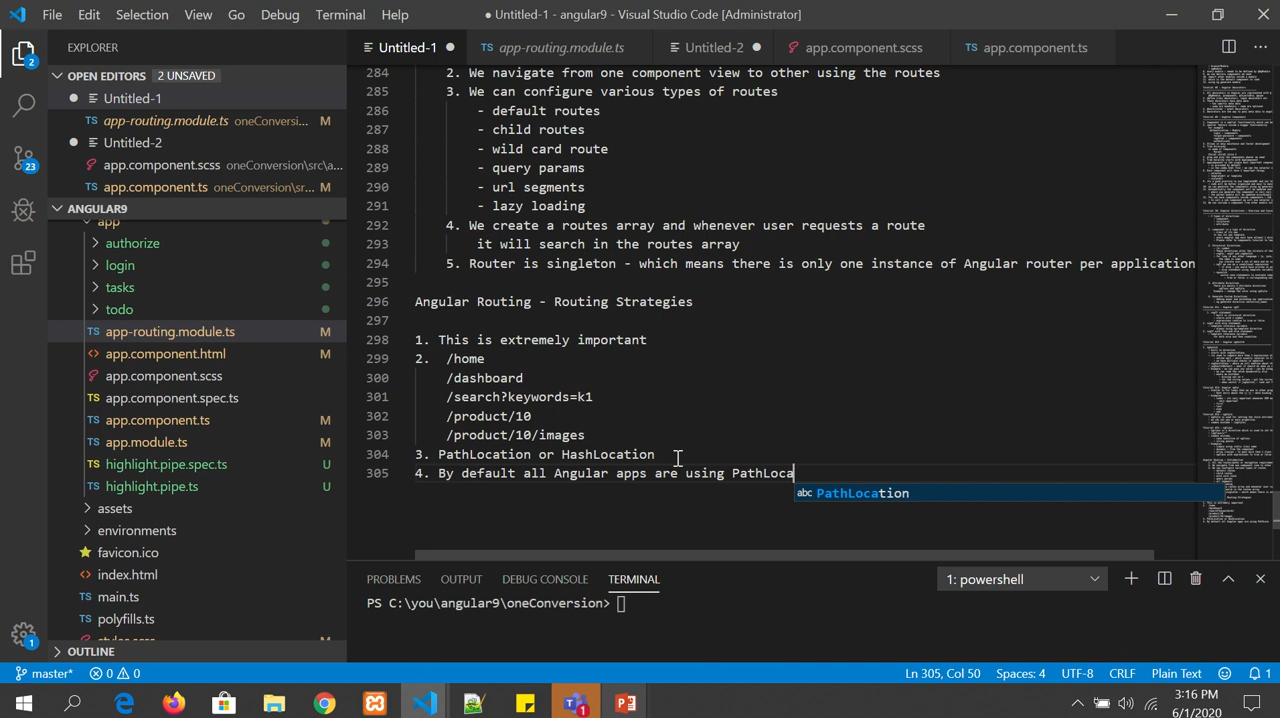 File Edit Selection View Go Debug Terminal Help ● Untitled-1 - angular9 - Visual Studio Code [Administrator]
EXPLORER
Untitled-1 ● app-routing.module.ts Untitled-2 ● app.component.scss app.component.ts
OPEN EDITORS 2 UNSAVED
Untitled-1
app-routing.module.ts oneConversi... M
Untitled-2
app.component.scss oneConversion\src\a...
app.component.ts oneConversion\sr... M
ANGULAR9
app
authorize
login
tasks
todo
app-routing.module.ts M
app.component.html M
app.component.scss
app.component.spec.ts
app.component.ts M
app.module.ts M
highlight.pipe.spec.ts U
highlight.pipe.ts U
assets
environments
favicon.ico
index.html
main.ts
polyfills.ts
styles.scss M
OUTLINE
2
23
1
284 2. We navigate from one component view to other using the routes
285 3. We can configure various types of routes
286 - default routes
287 - child routes
288 - wild card route
289 - query params
290 - url segments
291 - lazy loading
292 4. We define a routes array and whenever user requests a route
293 it will search in the routes array
294 5. Router is singleton - which means there is only one instance of Angular router per application
295
296 Angular Routing - Routing Strategies
297
298 1. This is extremly important
299 2. /home
300 /dashboard
301 /search?keywords=k1
302 /product/10
303 /product/10/images
304 3. PathLocation or HashLocation
305 4. By default all Angular apps are using PathLoca
abc PathLocation
PROBLEMS OUTPUT DEBUG CONSOLE TERMINAL 1: powershell
PS C:\you\angular9\oneConversion>
master* 0 0 Ln 305, Col 50 Spaces: 4 UTF-8 CRLF Plain Text 1
3:16 PM
6/1/2020